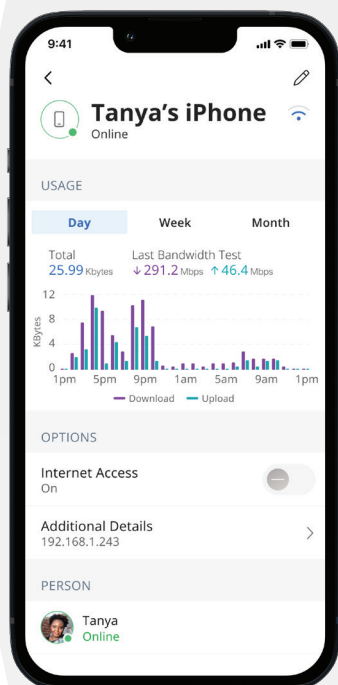 9:41
Tanya's iPhone
Online
USAGE
Day Week Month
Total Last Bandwidth Test
25.99 Kbytes ↓291.2 Mbps ↑46.4 Mbps
KBytes
12
8
4
0
1pm 5pm 9pm 1am 5am 9am 1pm
Download Upload
OPTIONS
Internet Access
On
Additional Details
192.168.1.243
PERSON
Tanya
Online